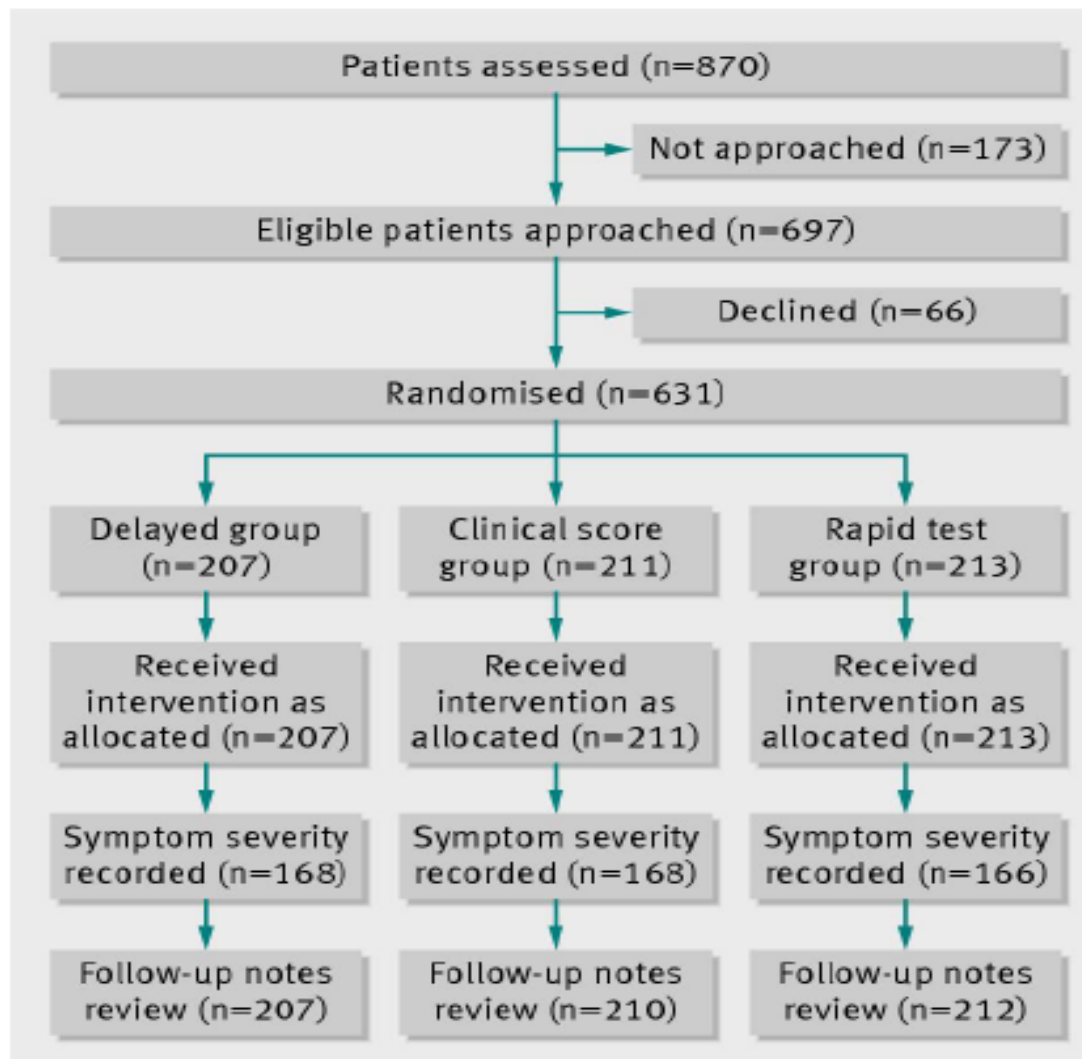 Patients assessed (n=870)
Not approached (n=173)
Eligible patients approached (n=697)
Declined (n=66)
Randomised (n=631)
Delayed group
(n=207)
Clinical score
group (n=211)
Rapid test
group (n=213)
Received
intervention as
allocated (n=207)
Received
intervention as
allocated (n=211)
Received
intervention as
allocated (n=213)
Symptom severity
recorded (n=168)
Symptom severity
recorded (n=168)
Symptom severity
recorded (n=166)
Follow-up notes
review (n=207)
Follow-up notes
review (n=210)
Follow-up notes
review (n=212)